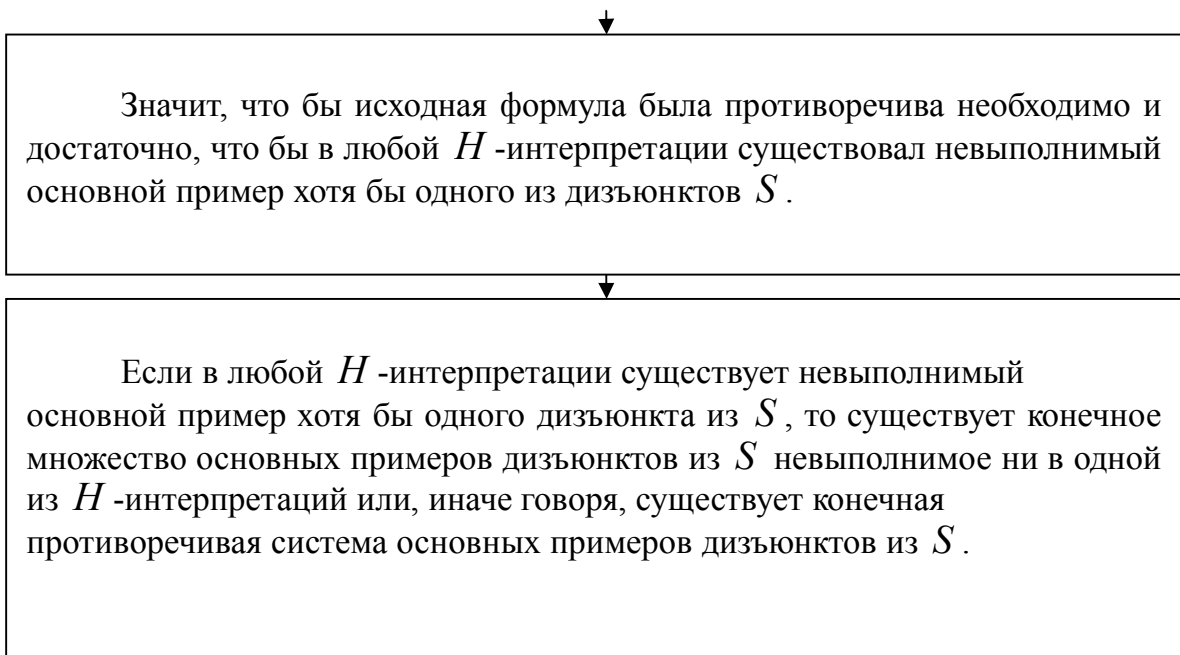 Значит, что бы исходная формула была противоречива необходимо и
достаточно, что бы в любой H -интерпретации существовал невыполнимый
основной пример хотя бы одного из дизъюнктов S .
Если в любой H -интерпретации существует невыполнимый
основной пример хотя бы одного дизъюнкта из S , то существует конечное
множество основных примеров дизъюнктов из S невыполнимое ни в одной
из H -интерпретаций или, иначе говоря, существует конечная
противоречивая система основных примеров дизъюнктов из S .